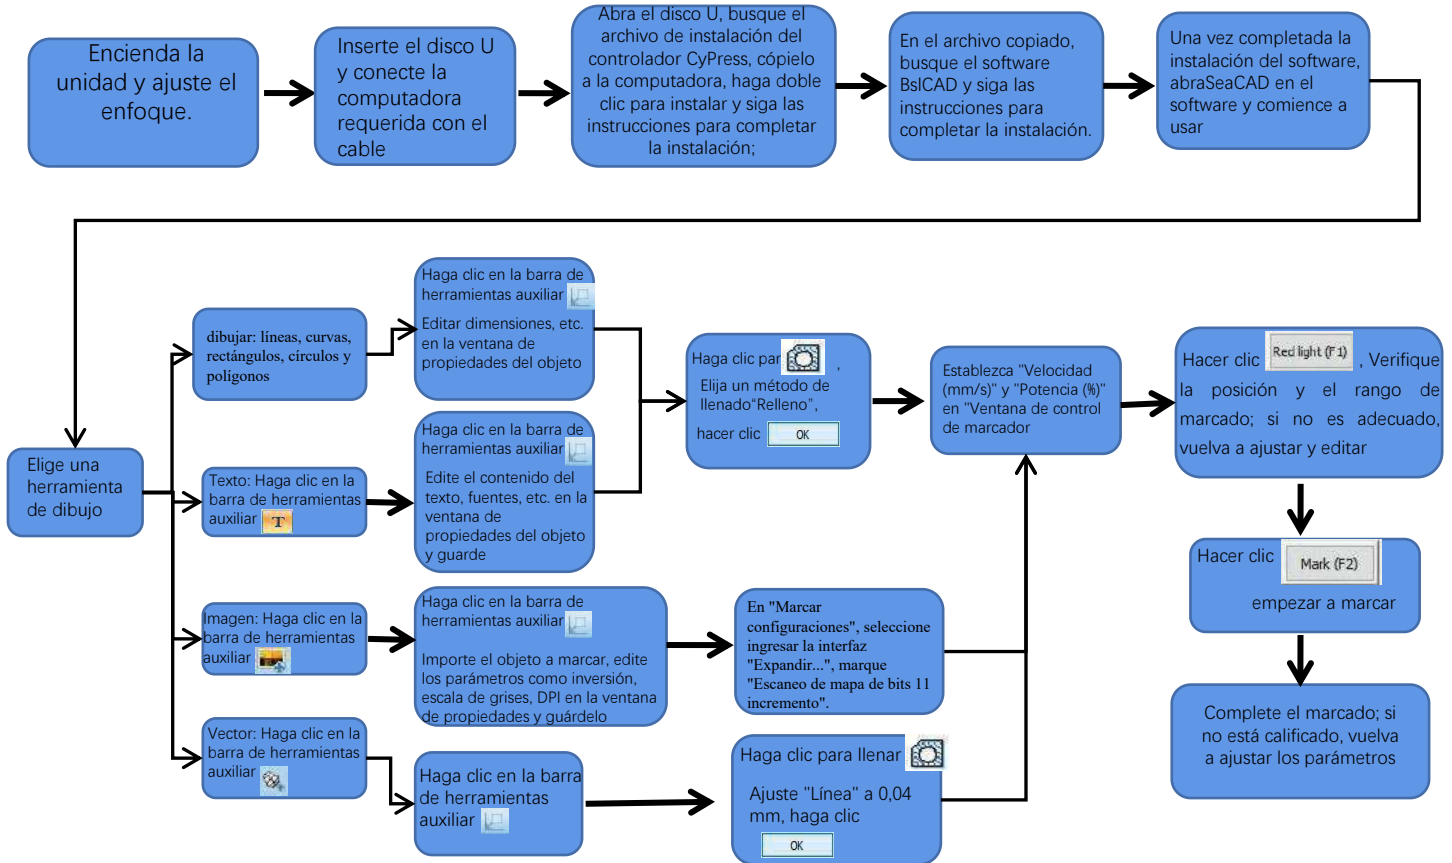 Encienda la
unidad y ajuste el
enfoque.
Inserte el disco U
y conecte la
computadora
requerida con el
cable
Abra el disco U, busque el
archivo de instalación del
controlador CyPress, cópielo
a la computadora, haga doble
clic para instalar y siga las
instrucciones para completar
la instalación;
En el archivo copiado,
busque el software
BslCAD y siga las
instrucciones para
completar la instalación.
Una vez completada la
instalación del software,
abraSeaCAD en el
software y comience a
usar
Elige una
herramienta
de dibujo
dibujar: líneas, curvas,
rectángulos, círculos y
polígonos
Haga clic en la barra de
herramientas auxiliar
Editar dimensiones, etc.
en la ventana de
propiedades del objeto
Texto: Haga clic en la
barra de herramientas
auxiliar T
Haga clic en la barra de
herramientas auxiliar
Edite el contenido del
texto, fuentes, etc. en la
ventana de
propiedades del objeto
y guarde
Haga clic par ,
Elija un método de
llenado“Relleno”,
hacer clic OK
Imagen: Haga clic en la
barra de herramientas
auxiliar
Haga clic en la barra de
herramientas auxiliar
Importe el objeto a marcar, edite
los parámetros como inversión,
escala de grises, DPI en la ventana
de propiedades y guárdelo
En "Marcar
configuraciones", seleccione
ingresar la interfaz
"Expandir...", marque
"Escaneo de mapa de bits 11
incremento".
Vector: Haga clic en la
barra de herramientas
auxiliar
Haga clic en la barra
de herramientas
auxiliar
Haga clic para llenar
Ajuste "Línea" a 0,04
mm, haga clic
OK
Establezca "Velocidad
(mm/s)" y "Potencia (%)"
en "Ventana de control
de marcador
Hacer clic Red light (F1) , Verifique
la posición y el rango de
marcado; si no es adecuado,
vuelva a ajustar y editar
Hacer clic Mark (F2)
empezar a marcar
Complete el marcado; si
no está calificado, vuelva
a ajustar los parámetros